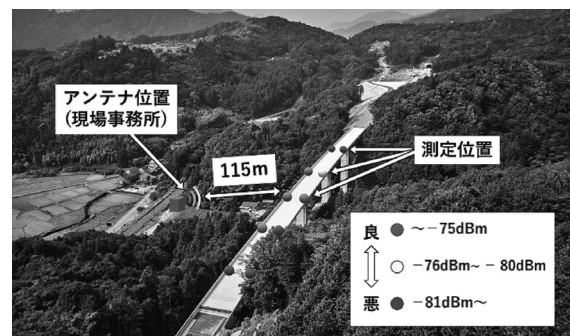 アンテナ位置
(現場事務所)
115m
測定位置
良
～－75dBm
－76dBm～－80dBm
悪
－81dBm～